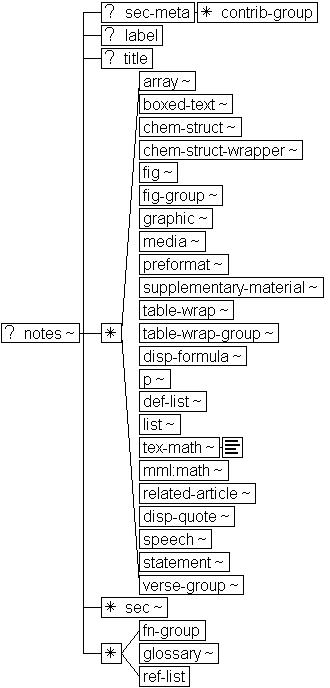 ? sec-meta * contrib-group
? label
? title
array ~
boxed-text ~
chem-struct ~
chem-struct-wrapper ~
fig ~
fig-group ~
graphic ~
media ~
preformat ~
supplementary-material ~
table-wrap ~
? notes ~ * table-wrap-group ~
disp-formula ~
p ~
def-list ~
list ~
tex-math ~
mml:math ~
related-article ~
disp-quote ~
speech ~
statement ~
verse-group ~
* sec ~
fn-group
* glossary ~
ref-list